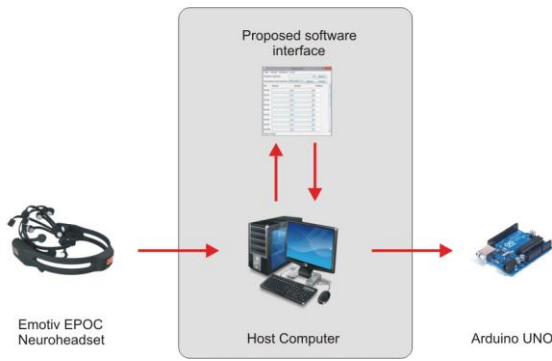 Proposed software
interface
Emotiv EPOC
Neuroheadset
Host Computer
Arduino UNO